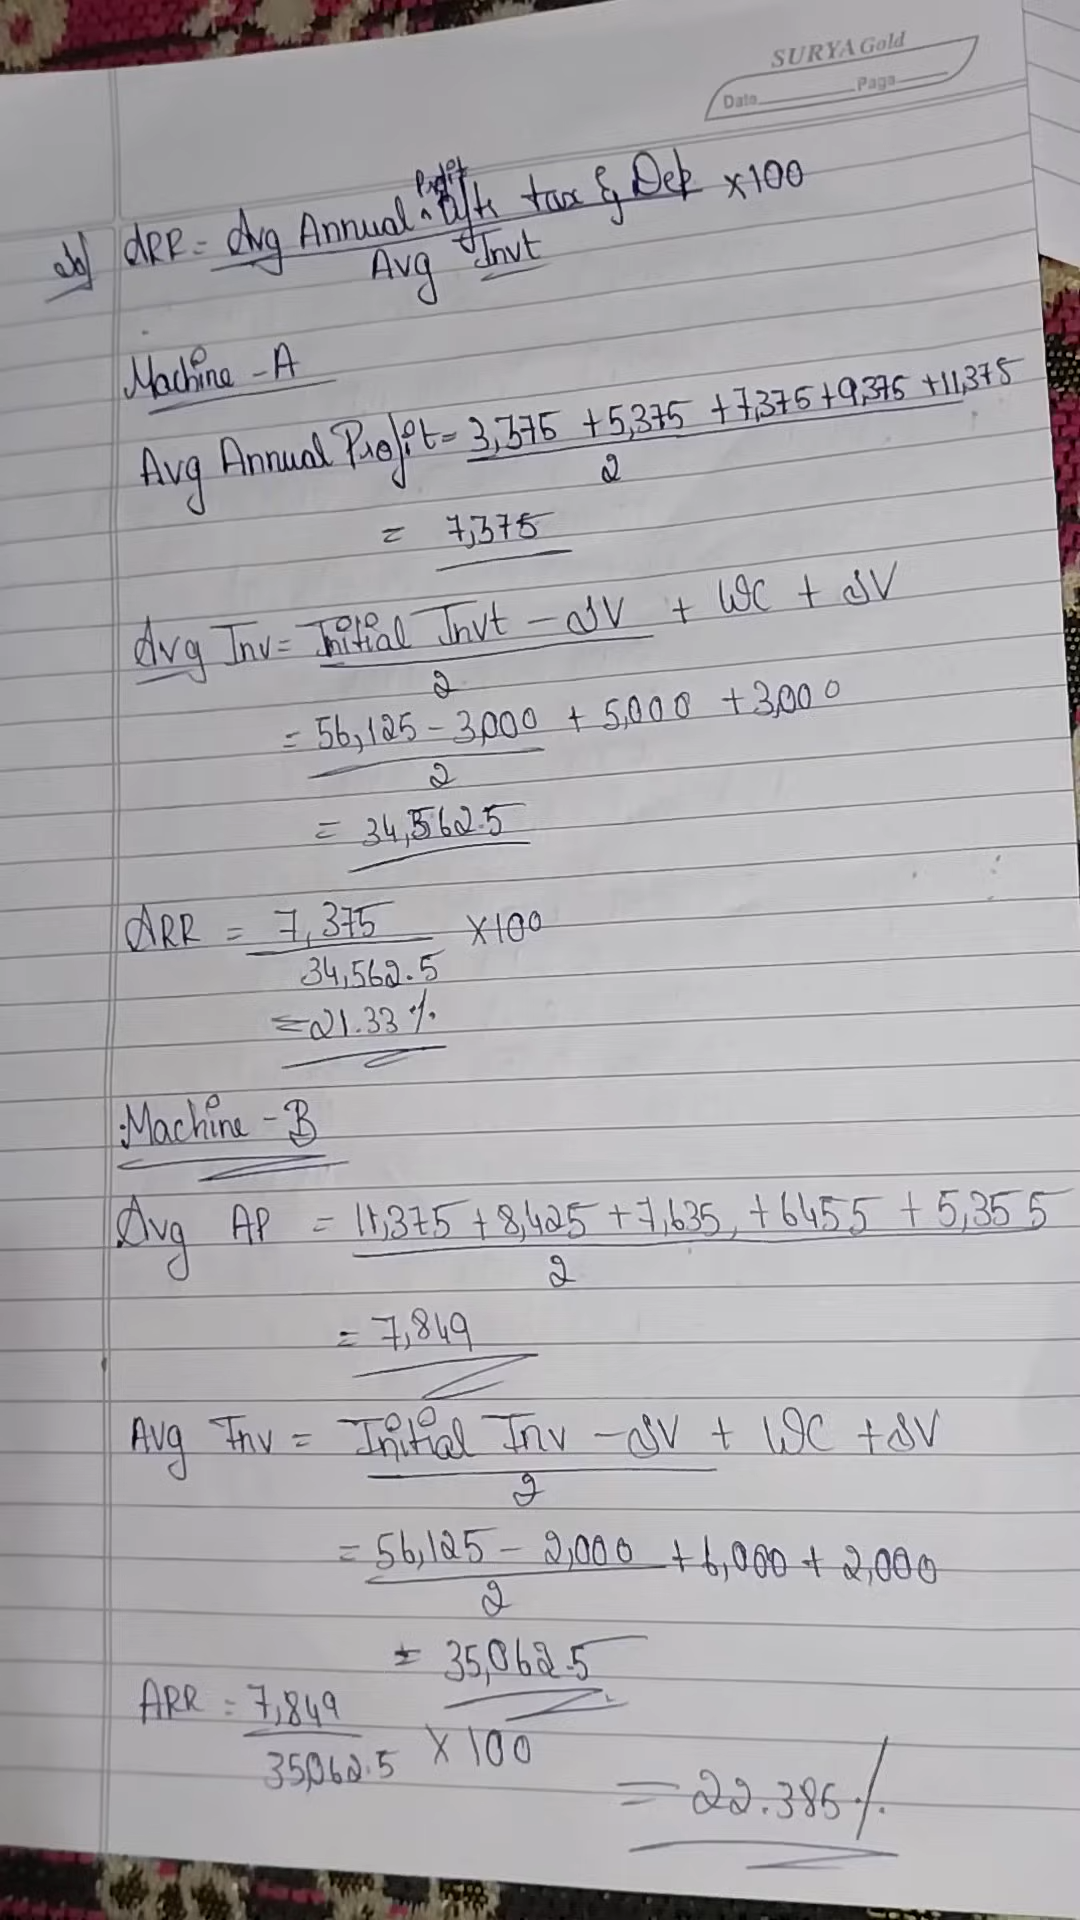 SURYA Gold
Date Page
b) ARR = Avg Annual Profit after tax & Dep x100
Avg Invt
Machine - A
Avg Annual Profit = 3,375 + 5,375 + 7,375 + 9,375 + 11,375
2
= 7,375
Avg Inv = Initial Invt - SV + WC + SV
2
= 56,125 - 3,000 + 5,000 + 3,000
2
= 34,562.5
ARR = 7,375 X100
34,562.5
= 21.33 %
Machine - B
Avg AP = 11,375 + 8,425 + 7,635, + 6455 + 5,355
2
= 7,849
Avg Inv = Initial Inv - SV + WC + SV
2
= 56,125 - 2,000 + 6,000 + 2,000
2
= 35,062.5
ARR = 7,849 X 100
35,062.5
= 22.385 %